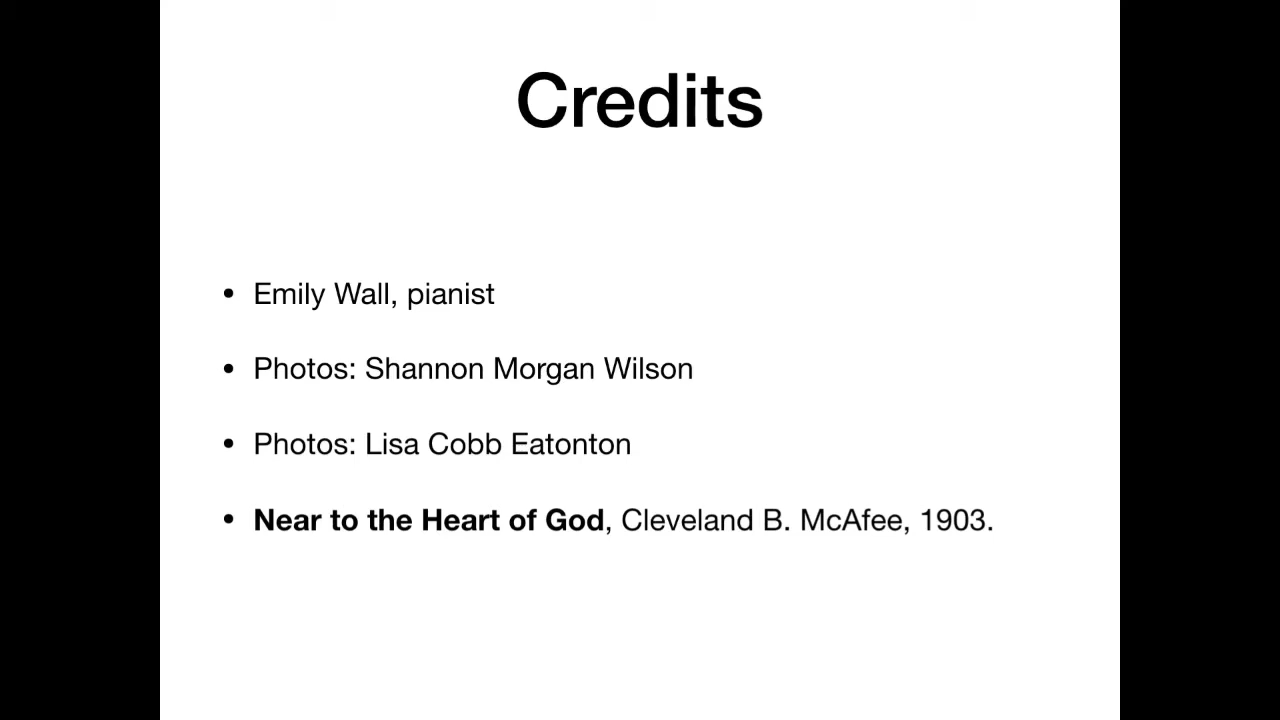 Credits
• Emily Wall, pianist
• Photos: Shannon Morgan Wilson
• Photos: Lisa Cobb Eatonton
• Near to the Heart of God, Cleveland B. McAfee, 1903.